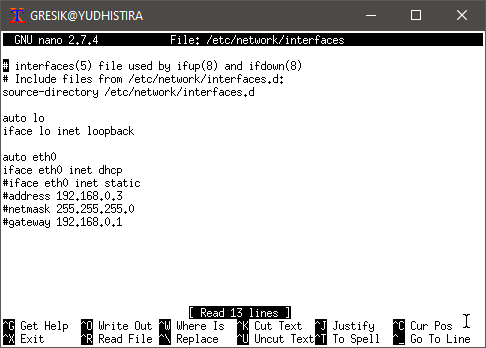 GRESIK@YUDHISTIRA
GNU nano 2.7.4 File: /etc/network/interfaces
# interfaces(5) file used by ifup(8) and ifdown(8)
# Include files from /etc/network/interfaces.d:
source-directory /etc/network/interfaces.d
auto lo
iface lo inet loopback
auto eth0
iface eth0 inet dhcp
#iface eth0 inet static
#address 192.168.0.3
#netmask 255.255.255.0
#gateway 192.168.0.1
[ Read 13 lines ]
^G Get Help ^O Write Out ^W Where Is ^K Cut Text ^J Justify ^C Cur Pos
^X Exit ^R Read File ^\ Replace ^U Uncut Text ^T To Spell ^_ Go To Line